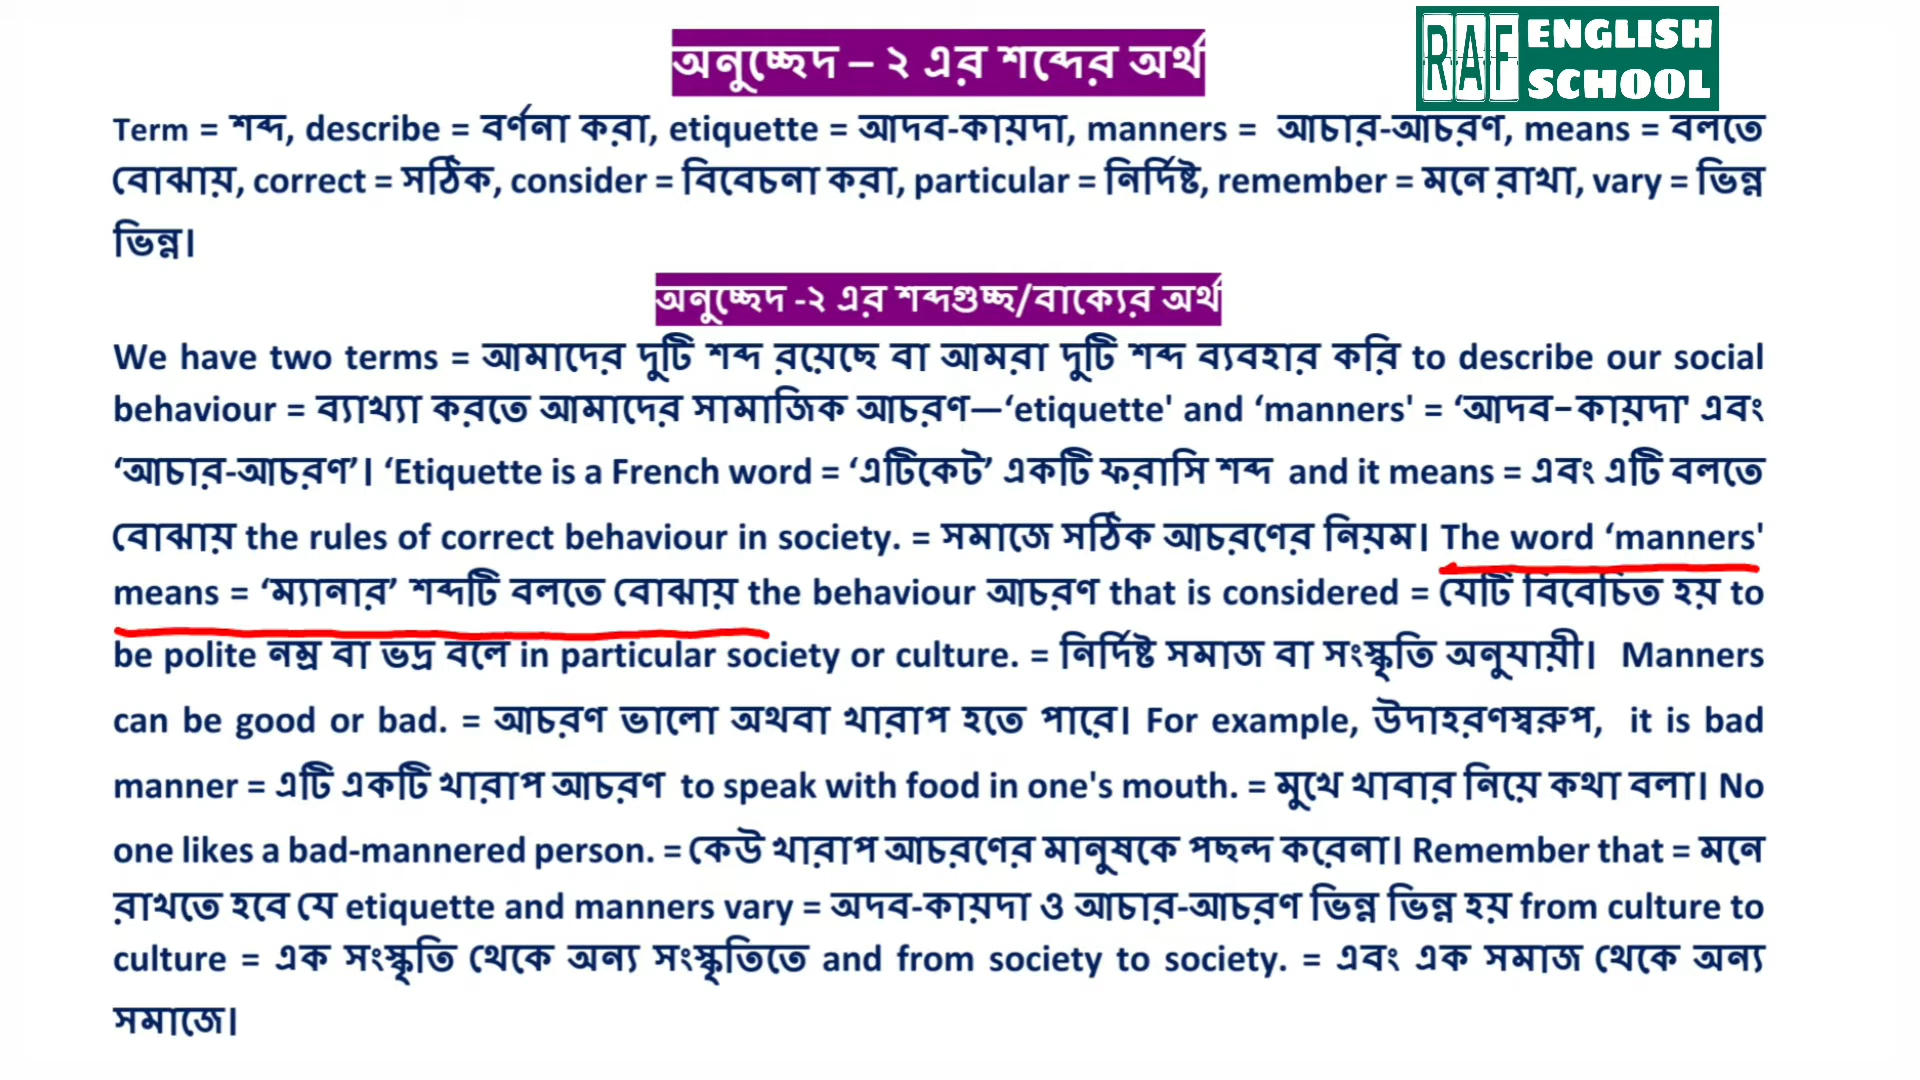 অনুচ্ছেদ – ২ এর শব্দের অর্থ
RAF ENGLISH SCHOOL
Term = শব্দ, describe = বর্ণনা করা, etiquette = আদব-কায়দা, manners = আচার-আচরণ, means = বলতে
বোঝায়, correct = সঠিক, consider = বিবেচনা করা, particular = নির্দিষ্ট, remember = মনে রাখা, vary = ভিন্ন
ভিন্ন।
অনুচ্ছেদ -২ এর শব্দগুচ্ছ/বাক্যের অর্থ
We have two terms = আমাদের দুটি শব্দ রয়েছে বা আমরা দুটি শব্দ ব্যবহার করি to describe our social
behaviour = ব্যাখ্যা করতে আমাদের সামাজিক আচরণ—‘etiquette' and ‘manners' = ‘আদব–কায়দা' এবং
‘আচার-আচরণ’। ‘Etiquette is a French word = ‘এটিকেট’ একটি ফরাসি শব্দ and it means = এবং এটি বলতে
বোঝায় the rules of correct behaviour in society. = সমাজে সঠিক আচরণের নিয়ম। The word ‘manners'
means = ‘ম্যানার’ শব্দটি বলতে বোঝায় the behaviour আচরণ that is considered = যেটি বিবেচিত হয় to
be polite নম্র বা ভদ্র বলে in particular society or culture. = নির্দিষ্ট সমাজ বা সংস্কৃতি অনুযায়ী। Manners
can be good or bad. = আচরণ ভালো অথবা খারাপ হতে পারে। For example, উদাহরণস্বরুপ, it is bad
manner = এটি একটি খারাপ আচরণ to speak with food in one's mouth. = মুখে খাবার নিয়ে কথা বলা। No
one likes a bad-mannered person. = কেউ খারাপ আচরণের মানুষকে পছন্দ করেনা। Remember that = মনে
রাখতে হবে যে etiquette and manners vary = অদব-কায়দা ও আচার-আচরণ ভিন্ন ভিন্ন হয় from culture to
culture = এক সংস্কৃতি থেকে অন্য সংস্কৃতিতে and from society to society. = এবং এক সমাজ থেকে অন্য
সমাজে।